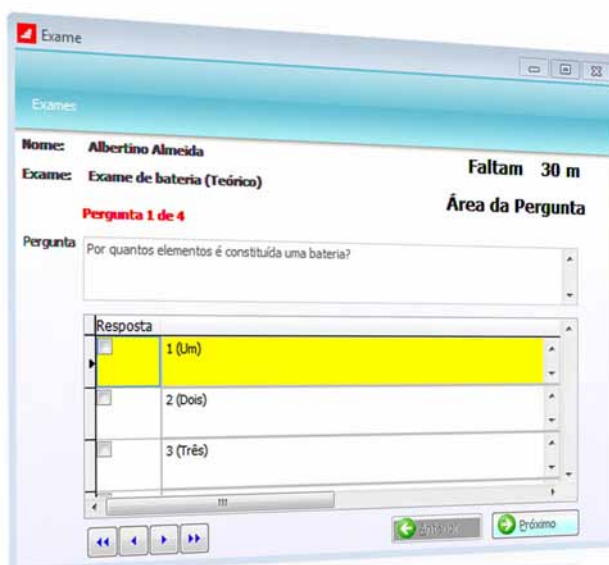 Exame
Exames
Nome: Albertino Almeida
Faltam 30 m
Exame: Exame de bateria (Teórico)
Área da Pergunta
Pergunta 1 de 4
Pergunta
Por quantos elementos é constituída uma bateria?
Resposta
1 (Um)
2 (Dois)
3 (Três)
Anterior
Próximo